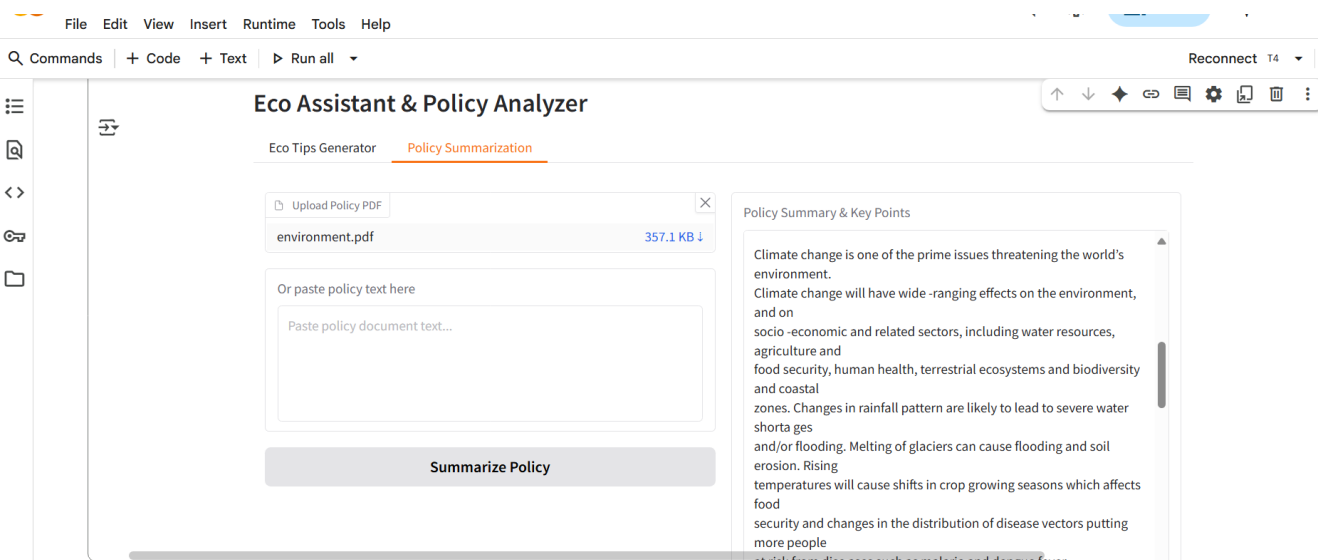 File Edit View Insert Runtime Tools Help
Commands + Code + Text Run all
Reconnect T4
Eco Assistant & Policy Analyzer
Eco Tips Generator Policy Summarization
Upload Policy PDF
environment.pdf 357.1 KB ↓
Or paste policy text here
Paste policy document text...
Summarize Policy
Policy Summary & Key Points
Climate change is one of the prime issues threatening the world's
environment.
Climate change will have wide -ranging effects on the environment,
and on
socio -economic and related sectors, including water resources,
agriculture and
food security, human health, terrestrial ecosystems and biodiversity
and coastal
zones. Changes in rainfall pattern are likely to lead to severe water
shorta ges
and/or flooding. Melting of glaciers can cause flooding and soil
erosion. Rising
temperatures will cause shifts in crop growing seasons which affects
food
security and changes in the distribution of disease vectors putting
more people